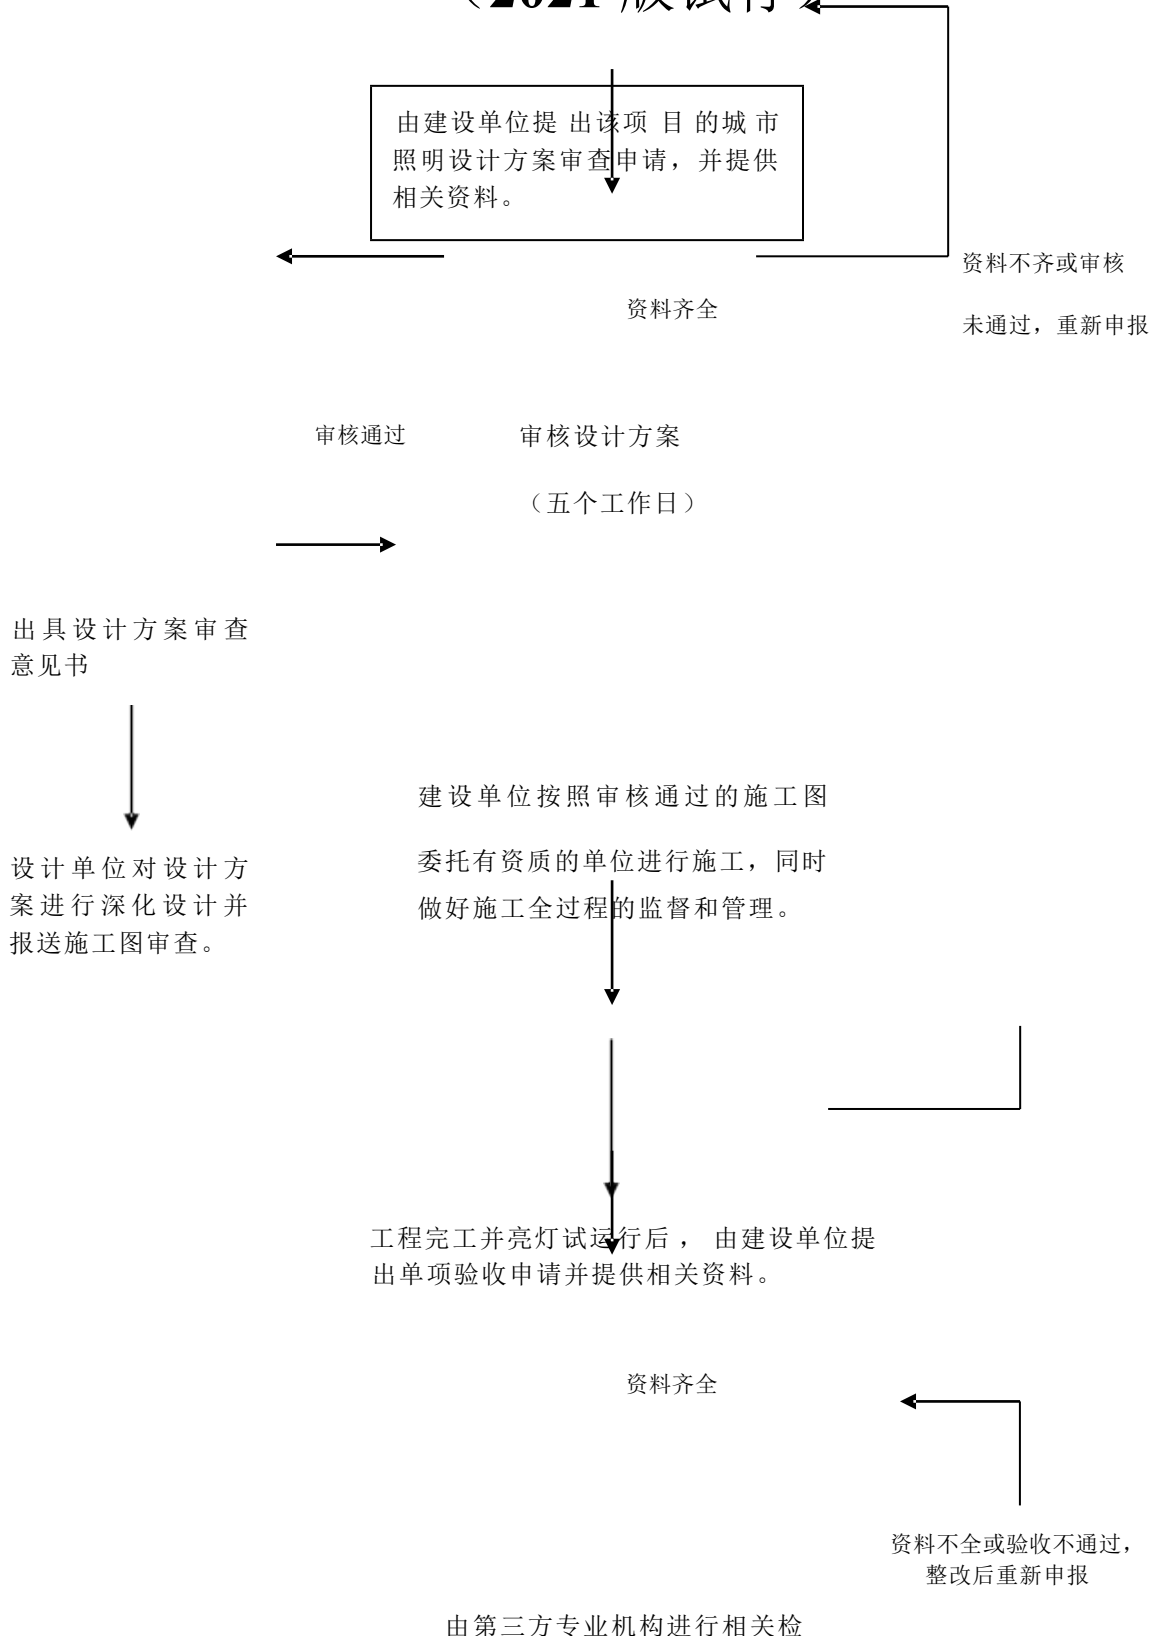 （2021 版试行）
由建设单位提 出该项 目 的城 市
照明设计方案审查申请，并提供
相关资料。
资料不齐或审核
资料齐全
未通过，重新申报
审核通过
审核设计方案
（五个工作日）
出具设计方案审查
意见书
建设单位按照审核通过的施工图
委托有资质的单位进行施工，同时
做好施工全过程的监督和管理。
设计单位对设计方
案进行深化设计并
报送施工图审查。
工程完工并亮灯试运行后， 由建设单位提
出单项验收申请并提供相关资料。
资料齐全
资料不全或验收不通过，
整改后重新申报
由第三方专业机构进行相关检